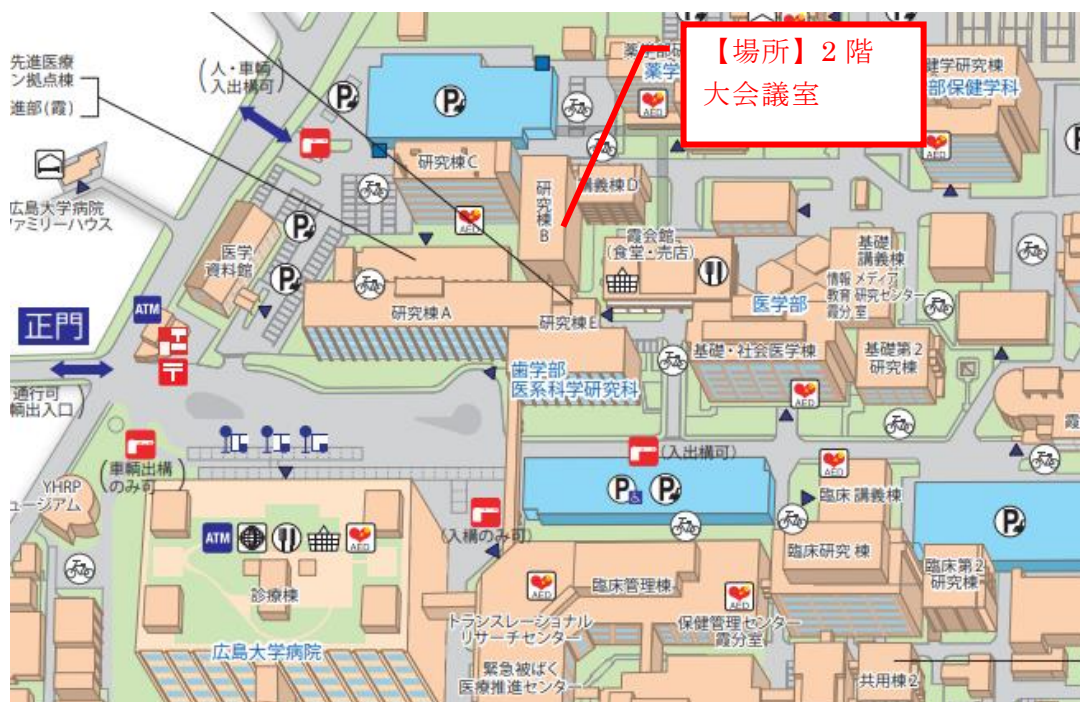 【場所】2階
大会議室
先進医療
ン拠点棟
進部(霞)
(人・車輌
入出構可)
薬学
部保健学科
健学研究棟
AED
AED
研究棟C
研究棟B
講義棟D
AED
広島大学病院
ファミリーハウス
医学
資料館
霞会館
(食堂・売店)
基礎
講義棟
情報メディア
教育研究センター
霞分室
医学部
ATM
正門
研究棟A
研究棟E
基礎・社会医学棟
基礎第2
研究棟
歯学部
医系科学研究科
通行可
輌出入口)
AED
霞
(車輌出構
のみ可)
(入出構可)
YHRP
ュージアム
AED
臨床講義棟
(入構のみ可)
ATM
AED
臨床研究棟
臨床第2
研究棟
診療棟
AED
臨床管理棟
AED
トランスレーショナル
リサーチセンター
保健管理センター
霞分室
広島大学病院
緊急被ばく
医療推進センター
共用棟2